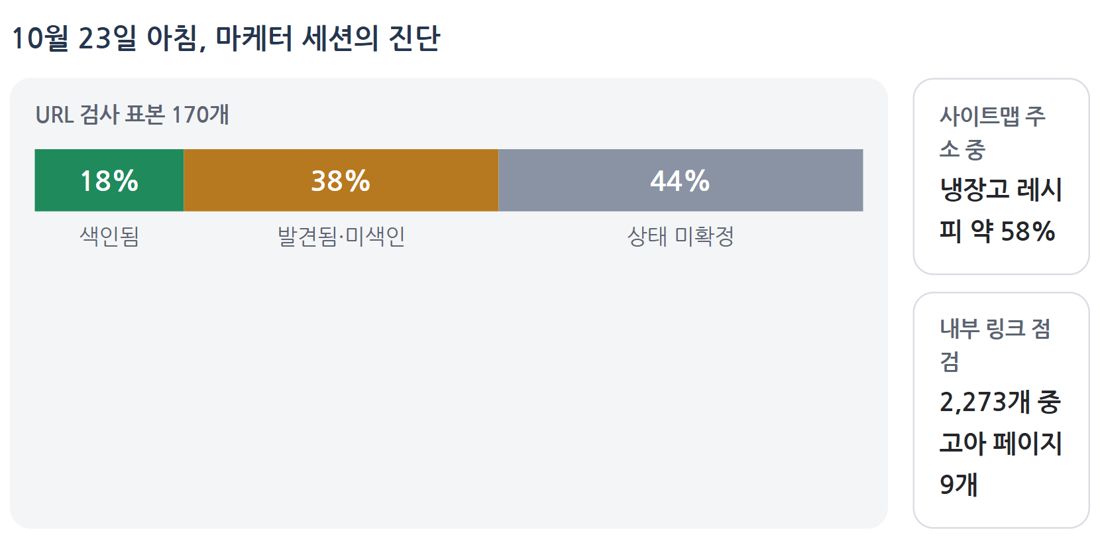 10월 23일 아침, 마케터 세션의 진단
URL 검사 표본 170개
18%
38%
44%
색인됨
발견됨·미색인
상태 미확정
사이트맵 주
소 중
냉장고 레시
피 약 58%
내부 링크 점
검
2,273개 중
고아 페이지
9개